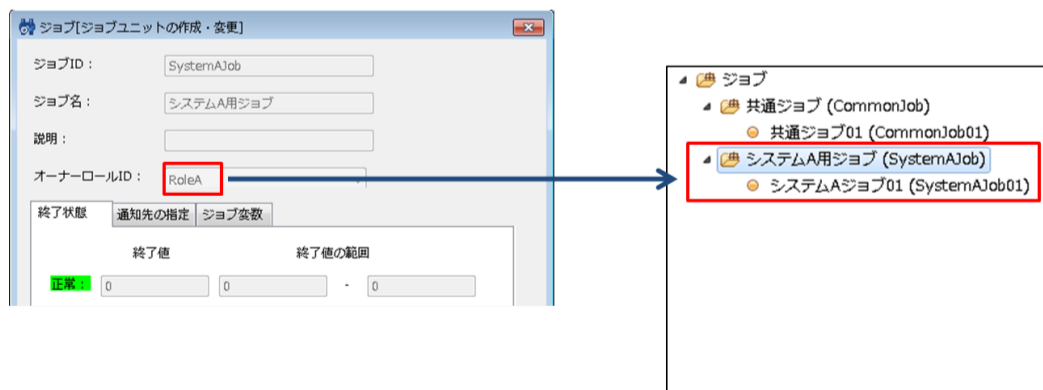 ジョブ[ジョブユニットの作成・変更]
ジョブID：
SystemAJob
ジョブ名：
システムA用ジョブ
説明：
オーナーロールID：
RoleA
終了状態
通知先の指定
ジョブ変数
終了値
終了値の範囲
正常：
0
0
-
0
ジョブ
共通ジョブ (CommonJob)
共通ジョブ01 (CommonJob01)
システムA用ジョブ (SystemAJob)
システムAジョブ01 (SystemAJob01)